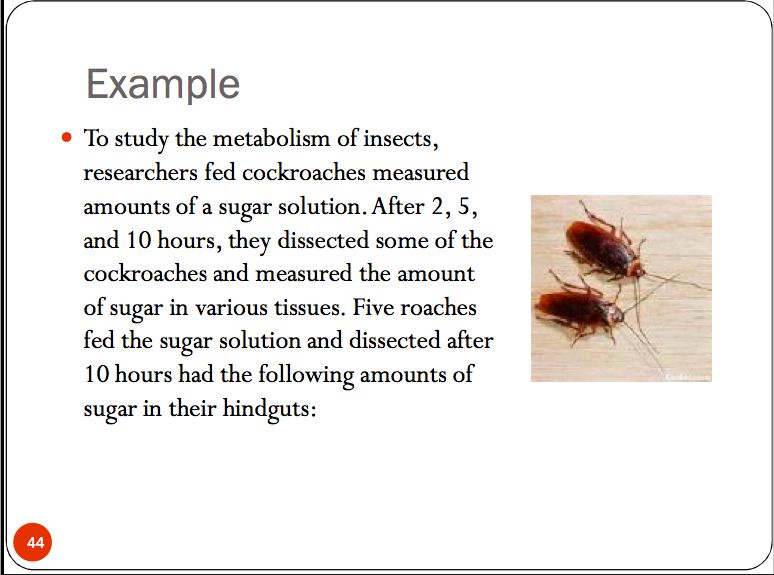 Example
To study the metabolism of insects,
researchers fed cockroaches measured
amounts of a sugar solution. After 2, 5,
and 10 hours, they dissected some of the
cockroaches and measured the amount
of sugar in various tissues. Five roaches
fed the sugar solution and dissected after
10 hours had the following amounts of
sugar in their hindguts:
44